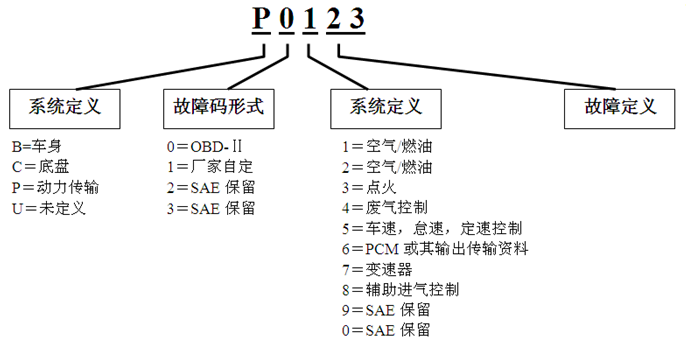 P 0 1 2 3
系统定义
故障码形式
系统定义
故障定义
B=车身
C=底盘
P=动力传输
U=未定义
0=OBD-Ⅱ
1=厂家自定
2=SAE 保留
3=SAE 保留
1=空气/燃油
2=空气/燃油
3=点火
4=废气控制
5=车速，怠速，定速控制
6=PCM 或其输出传输资料
7=变速器
8=辅助进气控制
9=SAE 保留
0=SAE 保留